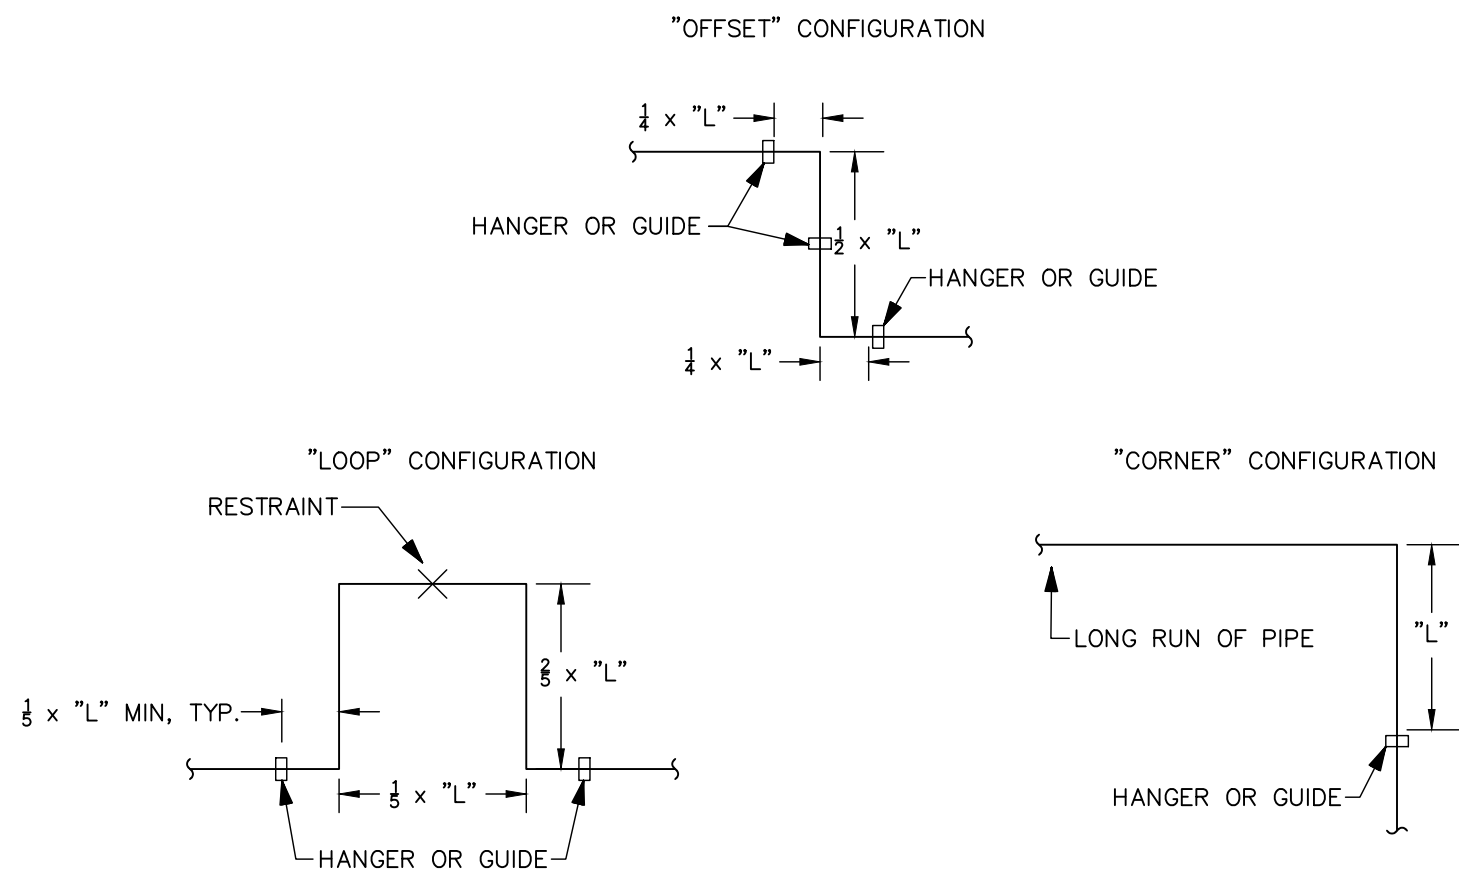 "OFFSET" CONFIGURATION
1/4 x "L"
HANGER OR GUIDE
1/2 x "L"
HANGER OR GUIDE
1/4 x "L"
"LOOP" CONFIGURATION
RESTRAINT
2/5 x "L"
1/5 x "L" MIN, TYP.
1/5 x "L"
HANGER OR GUIDE
"CORNER" CONFIGURATION
"L"
LONG RUN OF PIPE
HANGER OR GUIDE